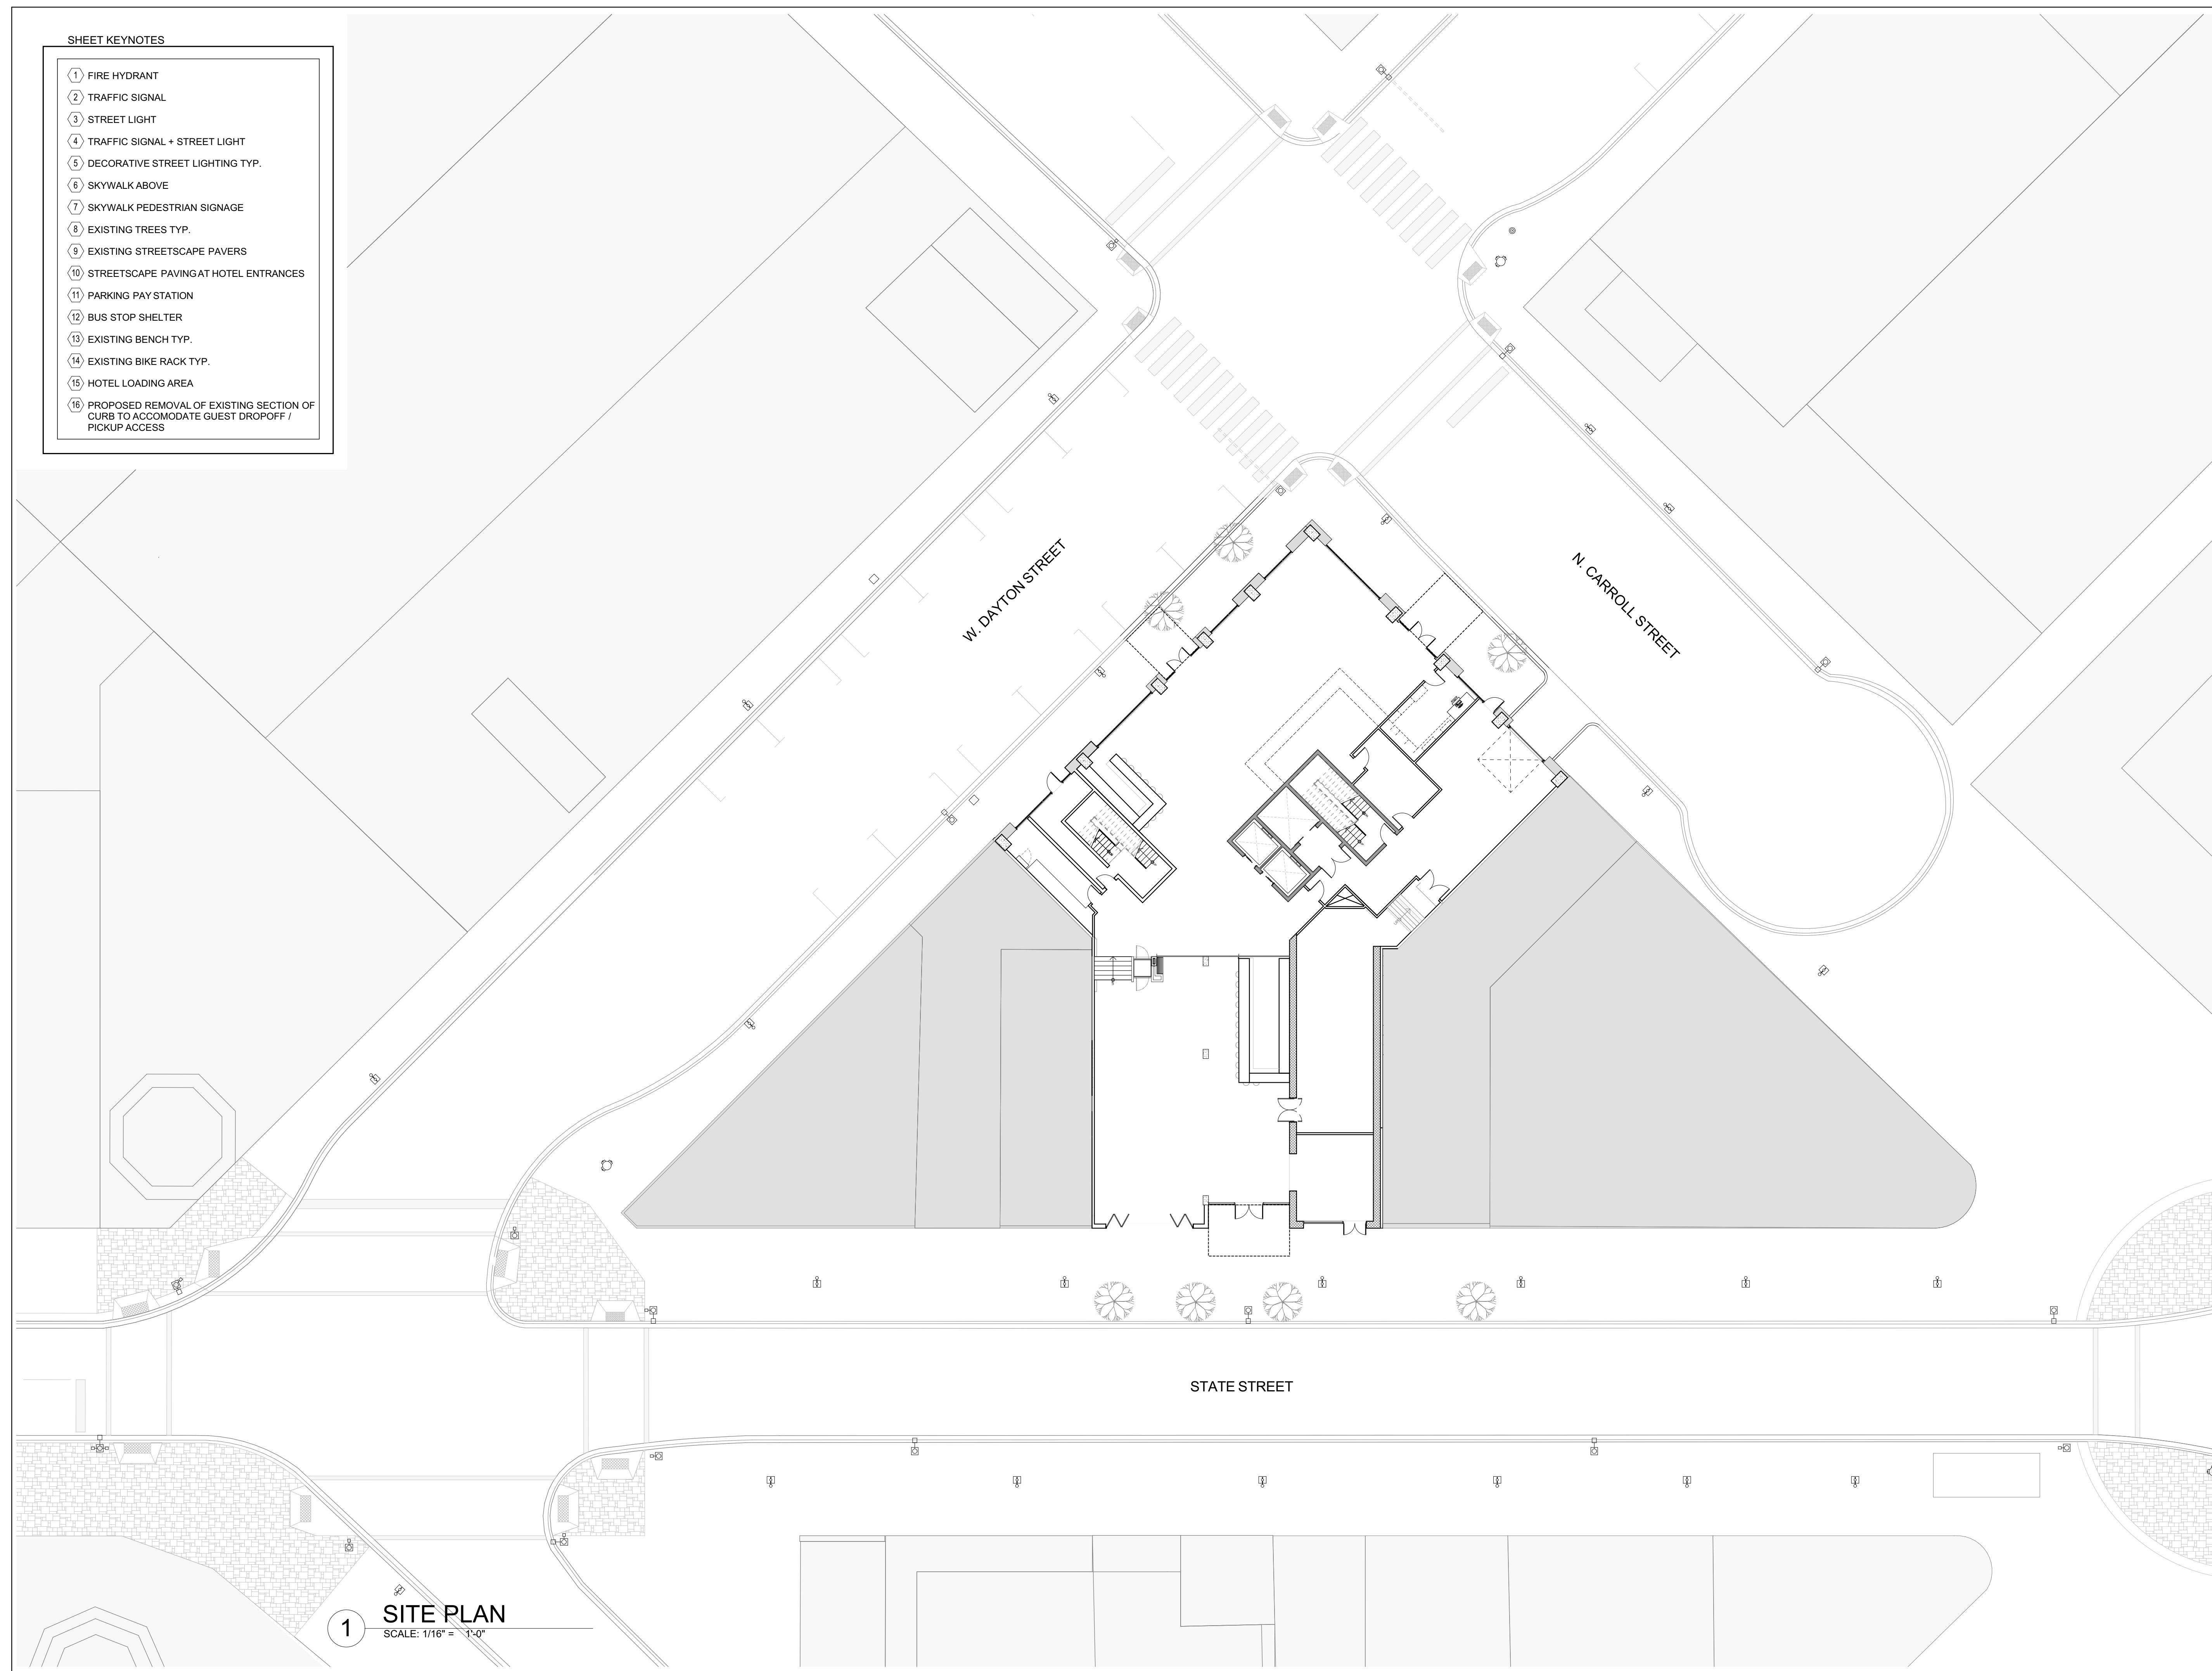 SHEET KEYNOTES
1 FIRE HYDRANT
2 TRAFFIC SIGNAL
3 STREET LIGHT
4 TRAFFIC SIGNAL + STREET LIGHT
5 DECORATIVE STREET LIGHTING TYP.
6 SKYWALK ABOVE
7 SKYWALK PEDESTRIAN SIGNAGE
8 EXISTING TREES TYP.
9 EXISTING STREETSCAPE PAVERS
10 STREETSCAPE PAVING AT HOTEL ENTRANCES
11 PARKING PAY STATION
12 BUS STOP SHELTER
13 EXISTING BENCH TYP.
14 EXISTING BIKE RACK TYP.
15 HOTEL LOADING AREA
16 PROPOSED REMOVAL OF EXISTING SECTION OF
CURB TO ACCOMODATE GUEST DROPOFF /
PICKUP ACCESS
W. DAYTON STREET
N. CARROLL STREET
STATE STREET
1 SITE PLAN
SCALE: 1/16" = 1'-0"